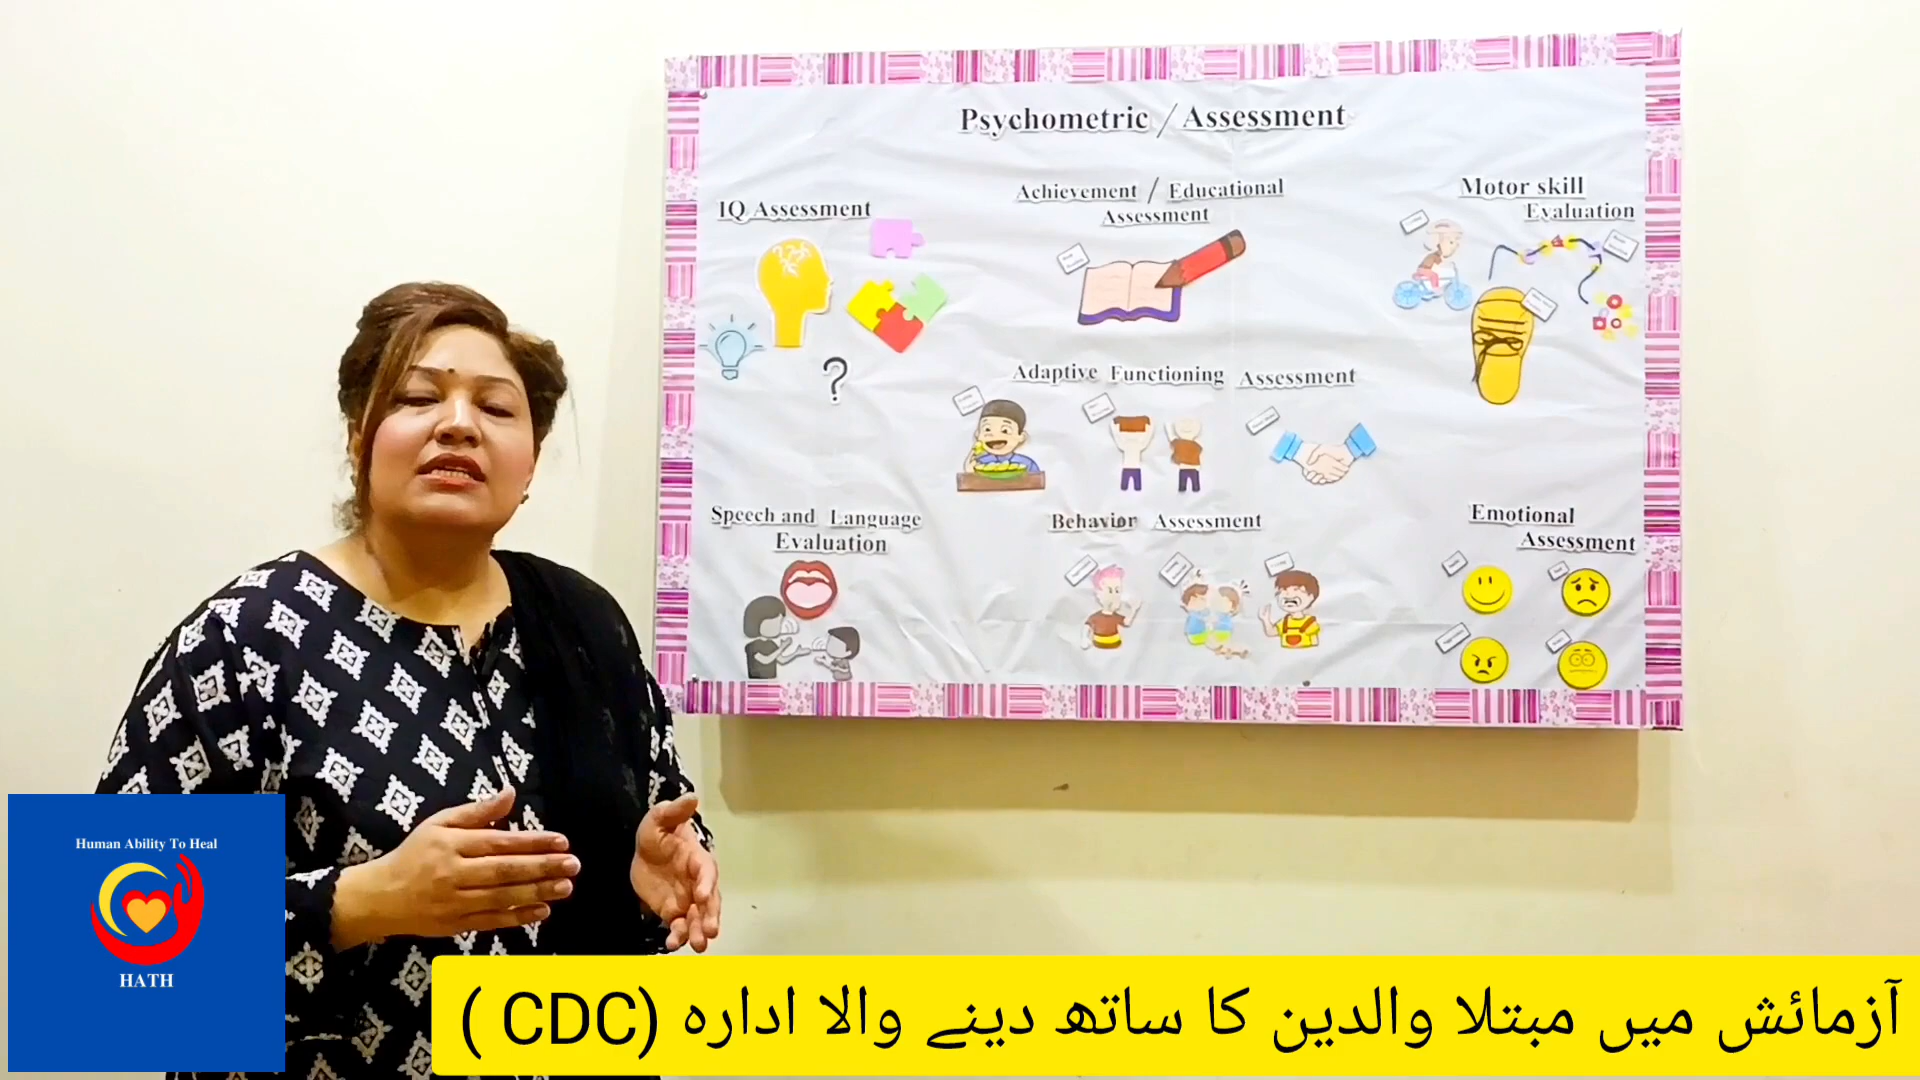 Psychometric / Assessment
IQ Assessment
Achievement / Educational
Assessment
Motor skill
Evaluation
Adaptive Functioning Assessment
Speech and Language
Evaluation
Behavior Assessment
Emotional
Assessment
Human Ability To Heal
HATH
آزمائش میں مبتلا والدین کا ساتھ دینے والا ادارہ (CDC )